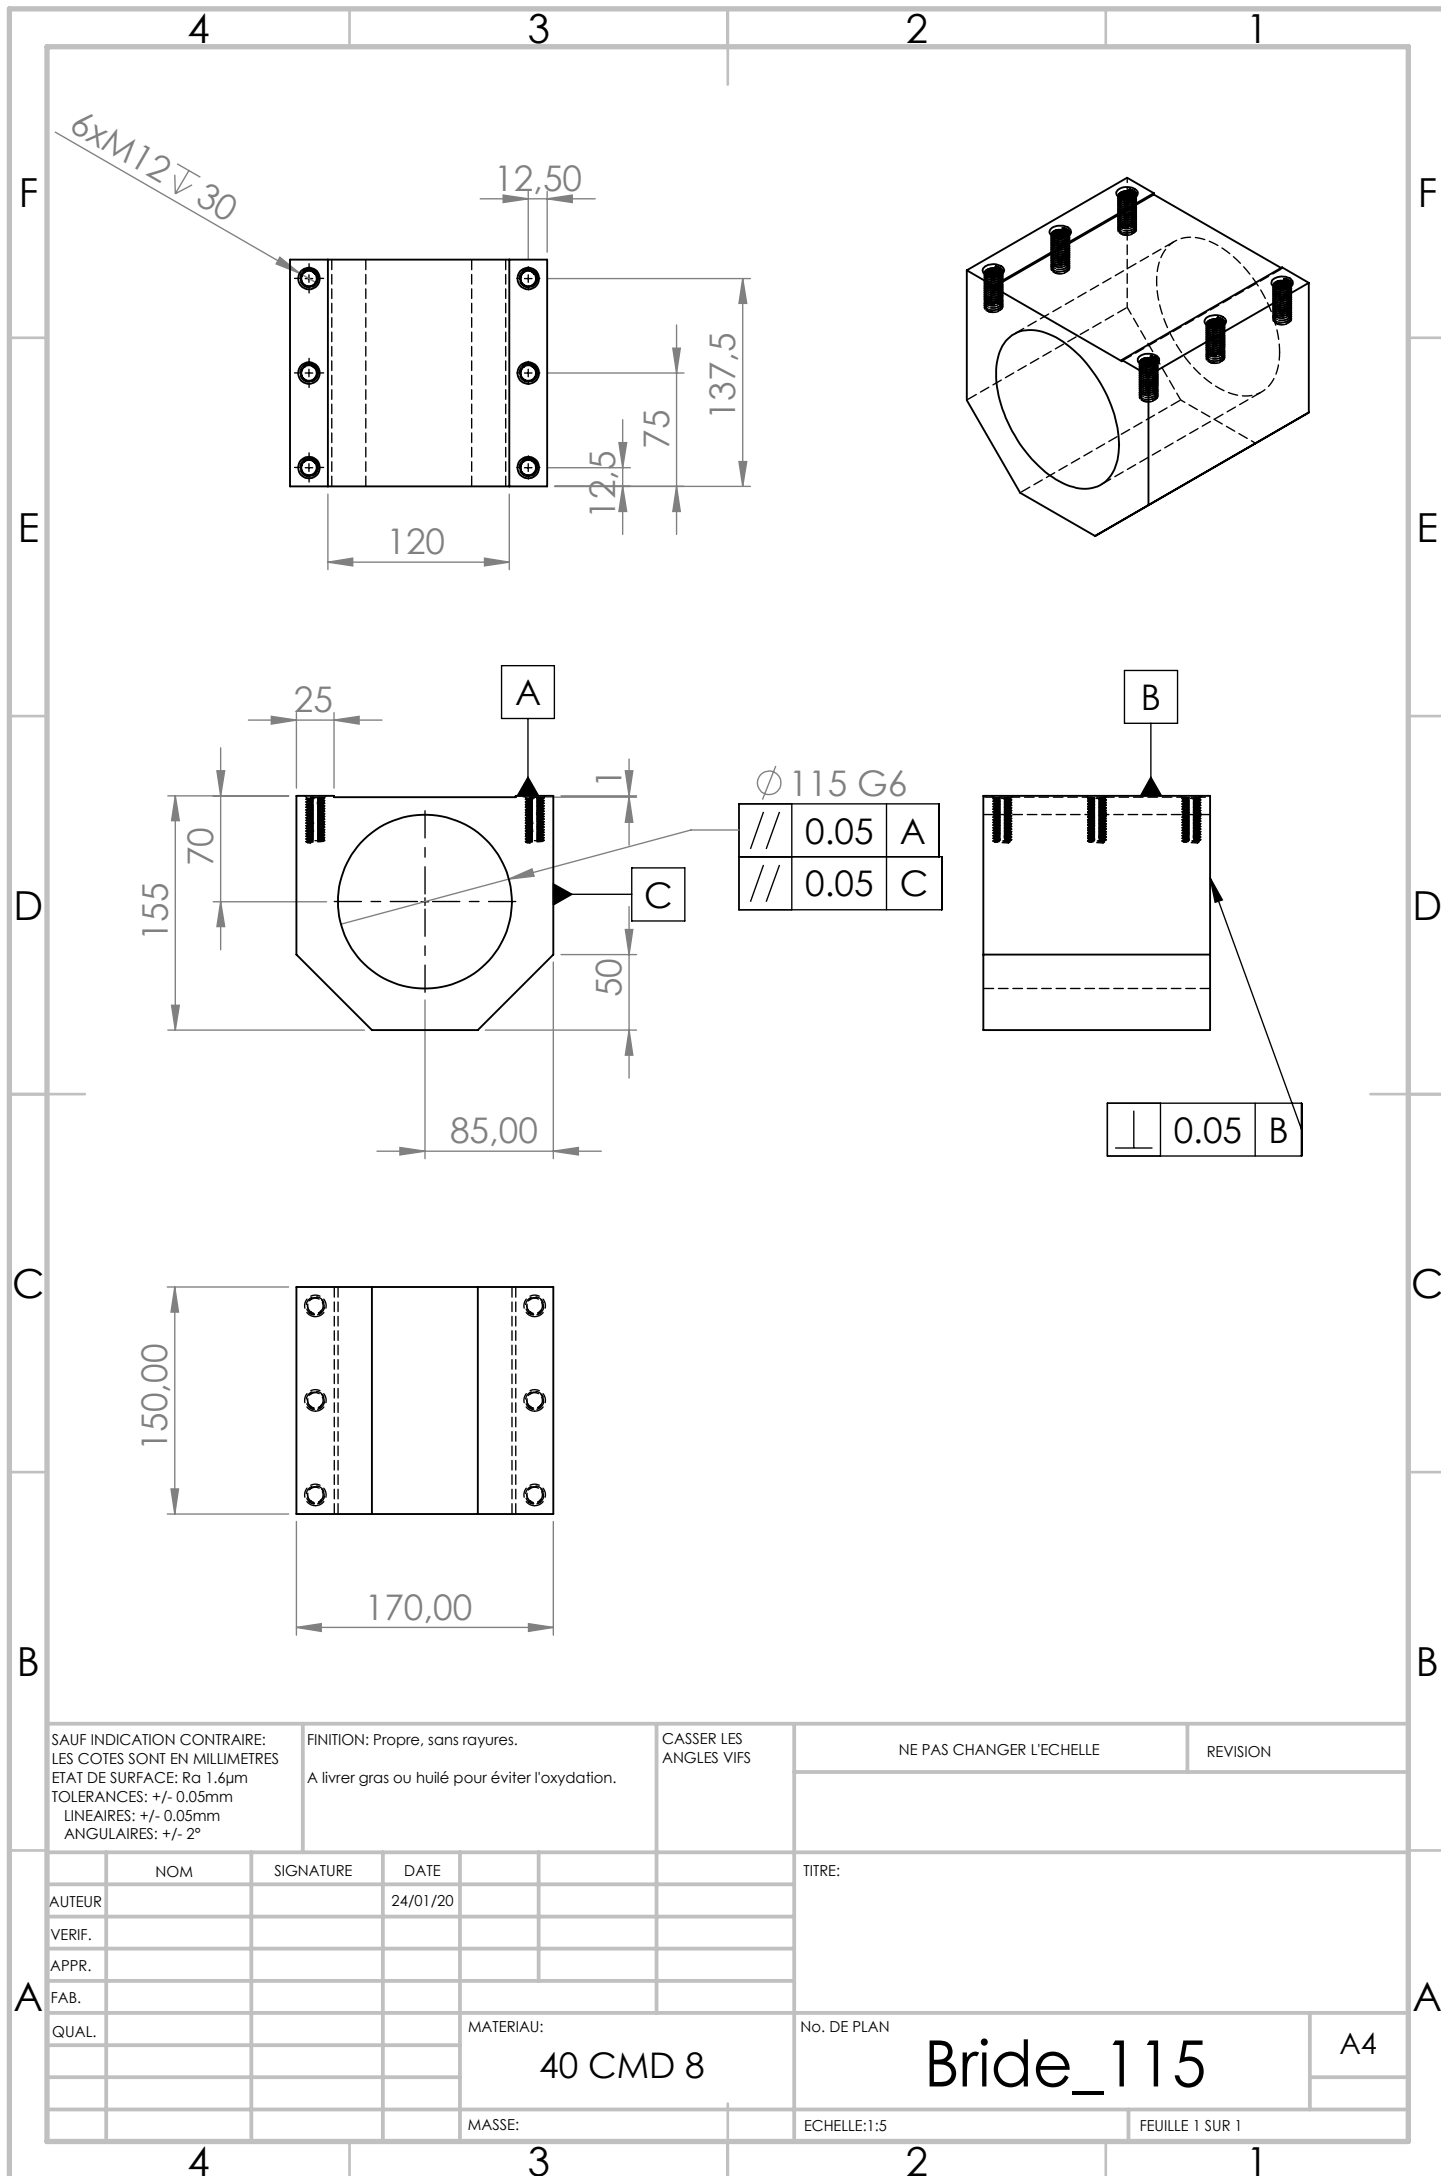 4 3 2 1
F F
6xM12↧30
12,50
137,5
75
12,5
120
E E
A
B
25
1
70
155
⌀115 G6
// 0.05 A
// 0.05 C
C
D D
50
85,00
⊥ 0.05 B
C C
150,00
170,00
B B
SAUF INDICATION CONTRAIRE:
LES COTES SONT EN MILLIMETRES
ETAT DE SURFACE: Ra 1.6µm
TOLERANCES: +/- 0.05mm
LINEAIRES: +/- 0.05mm
ANGULAIRES: +/- 2°
FINITION: Propre, sans rayures.
A livrer gras ou huilé pour éviter l'oxydation.
CASSER LES
ANGLES VIFS
NE PAS CHANGER L'ECHELLE
REVISION
NOM SIGNATURE DATE
TITRE:
AUTEUR 24/01/20
VERIF.
APPR.
A A
FAB.
QUAL.
MATERIAU:
40 CMD 8
No. DE PLAN
Bride_115
A4
MASSE:
ECHELLE:1:5
FEUILLE 1 SUR 1
4 3 2 1